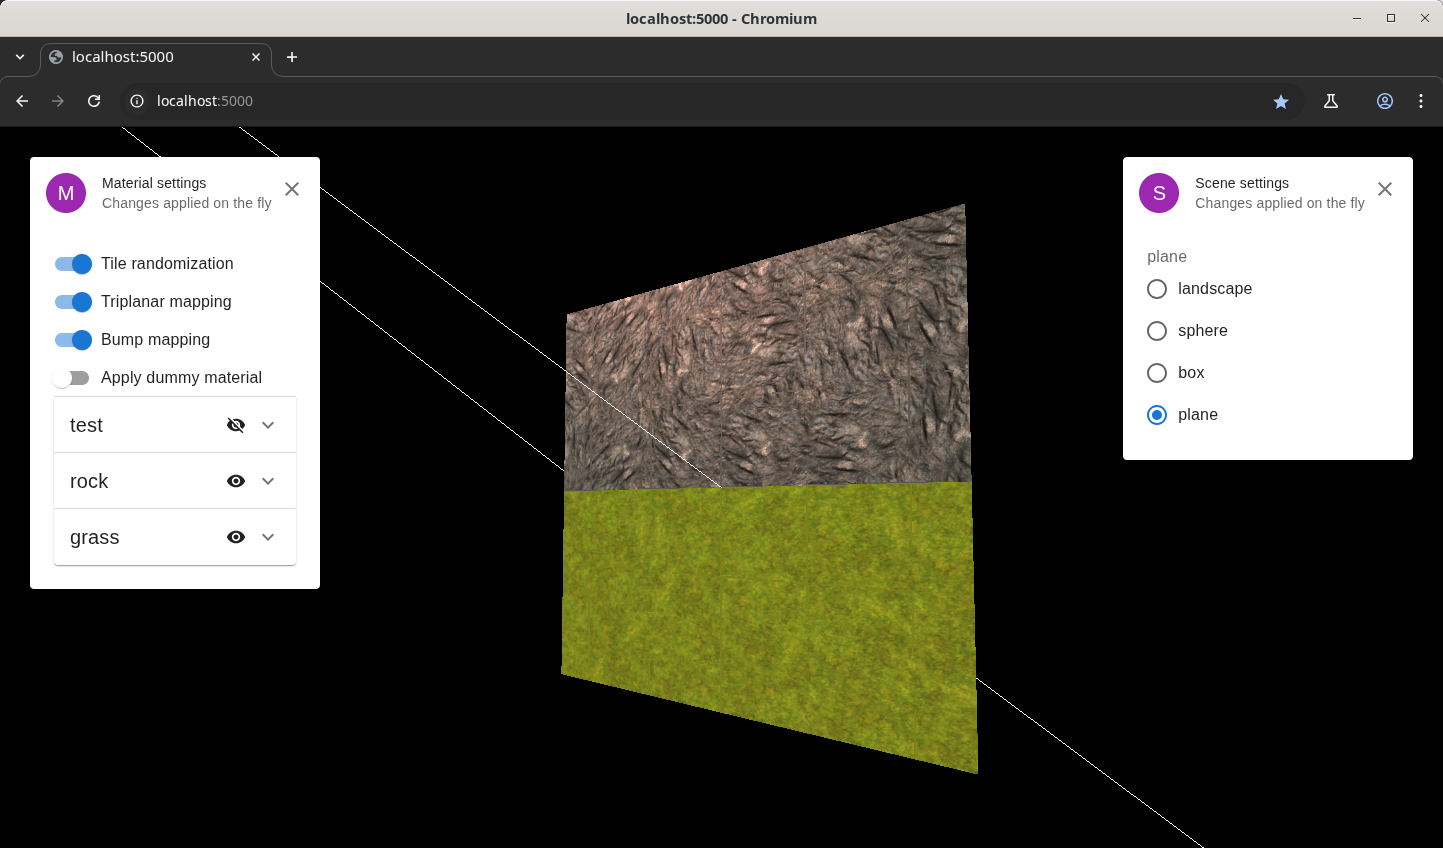 localhost:5000 - Chromium
localhost:5000
localhost:5000
M
Material settings
Changes applied on the fly
Tile randomization
Triplanar mapping
Bump mapping
Apply dummy material
test
rock
grass
S
Scene settings
Changes applied on the fly
plane
landscape
sphere
box
plane